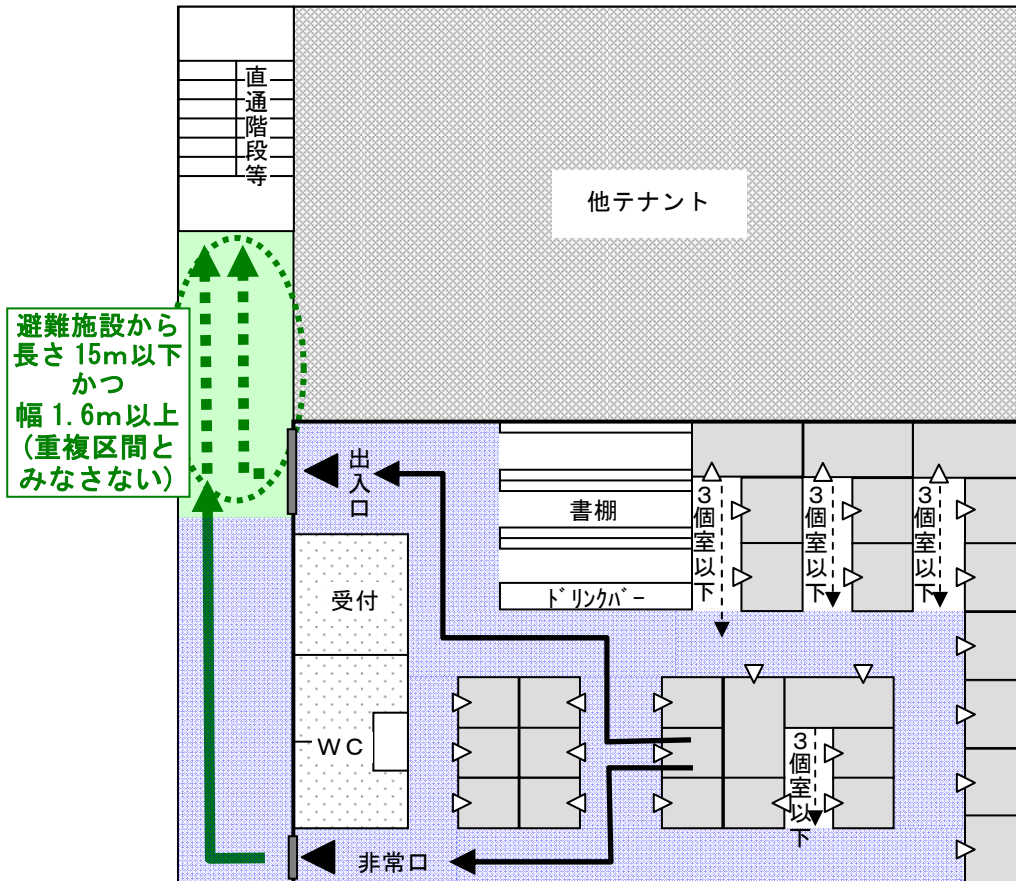 直通階段等
他テナント
避難施設から
長さ15m以下
かつ
幅1.6m以上
(重複区間と
みなさない)
出入口
書棚
ドリンクバー
3個室以下
3個室以下
3個室以下
受付
WC
3個室以下
非常口